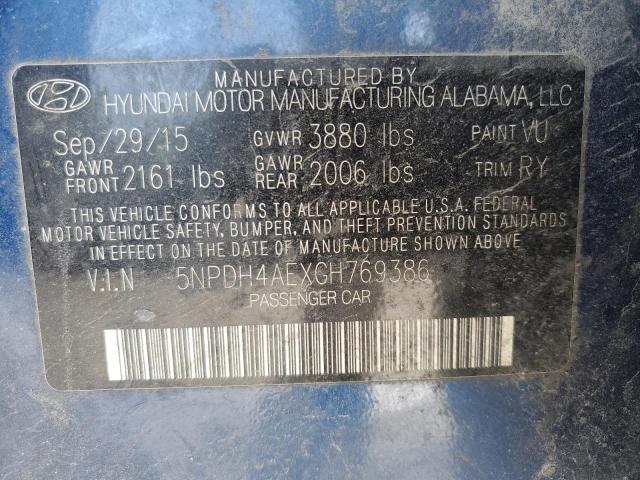 MANUFACTURED BY
HYUNDAI MOTOR MANUFACTURING ALABAMA, LLC
Sep/29/15 GVWR 3880 lbs PAINT VU
GAWR FRONT 2161 lbs GAWR REAR 2006 lbs TRIM RY
THIS VEHICLE CONFORMS TO ALL APPLICABLE U.S.A. FEDERAL
MOTOR VEHICLE SAFETY, BUMPER, AND THEFT PREVENTION STANDARDS
IN EFFECT ON THE DATE OF MANUFACTURE SHOWN ABOVE
V.I.N 5NPDH4AEXGH769386
PASSENGER CAR